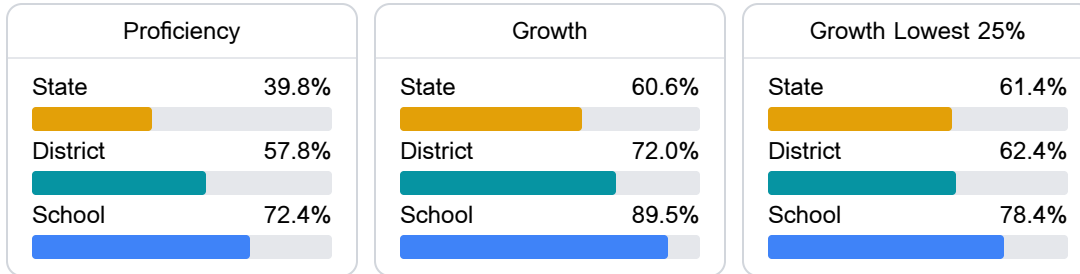 Proficiency
State 39.8%
District 57.8%
School 72.4%
Growth
State 60.6%
District 72.0%
School 89.5%
Growth Lowest 25%
State 61.4%
District 62.4%
School 78.4%